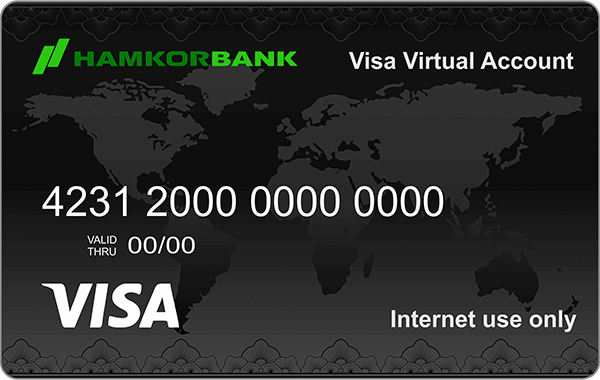 HAMKORBANK
Visa Virtual Account
4231 2000 0000 0000
VALID THRU 00/00
VISA
Internet use only